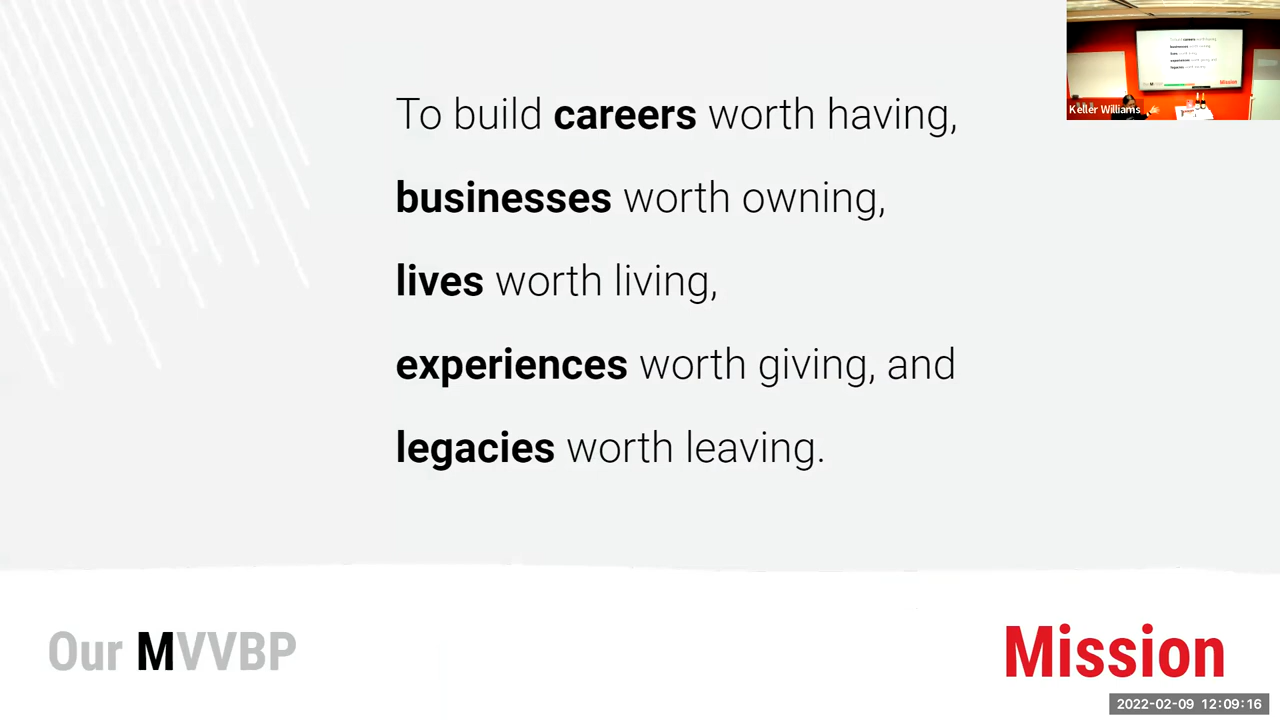 To build careers worth having,
businesses worth owning,
lives worth living,
experiences worth giving, and
legacies worth leaving.
Keller Williams
Mission
Our MVVBP
Mission
2022-02-09 12:09:16